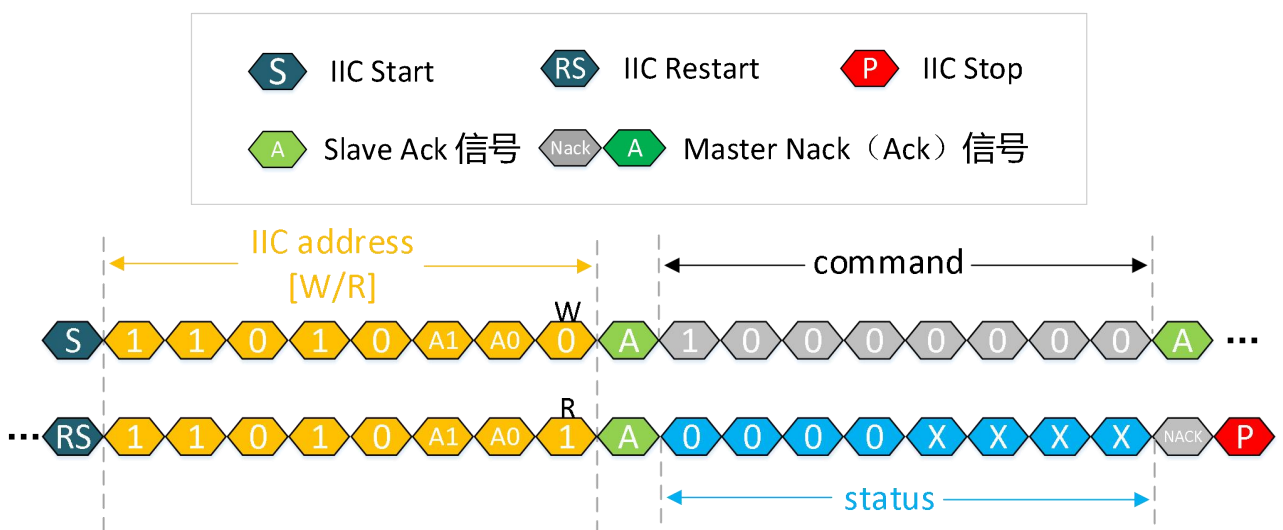 S IIC Start RS IIC Restart P IIC Stop
A Slave Ack 信号 Nack A Master Nack（Ack）信号
IIC address
[W/R]
command
W
S 1 1 0 1 0 A1 A0 0 A 1 0 0 0 0 0 0 0 A ...
R
... RS 1 1 0 1 0 A1 A0 1 A 0 0 0 0 X X X X NACK P
status